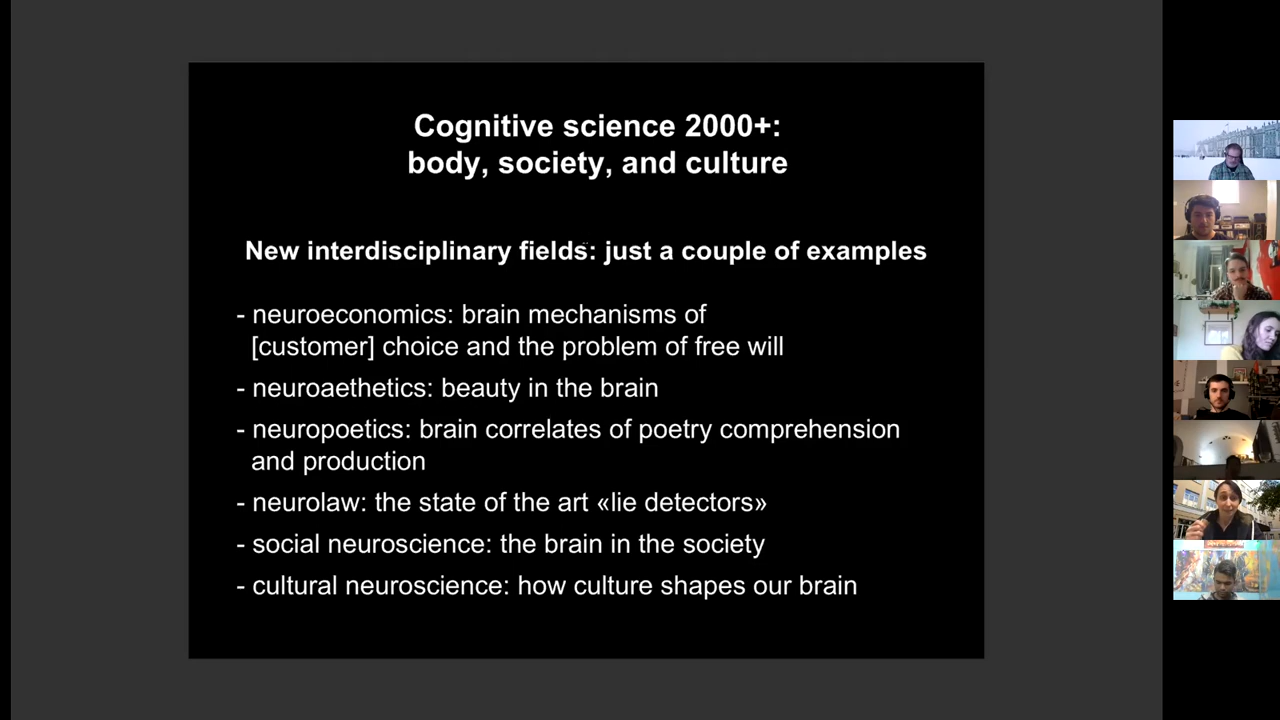 Cognitive science 2000+:
body, society, and culture
New interdisciplinary fields: just a couple of examples
- neuroeconomics: brain mechanisms of
[customer] choice and the problem of free will
- neuroaethetics: beauty in the brain
- neuropoetics: brain correlates of poetry comprehension
and production
- neurolaw: the state of the art «lie detectors»
- social neuroscience: the brain in the society
- cultural neuroscience: how culture shapes our brain